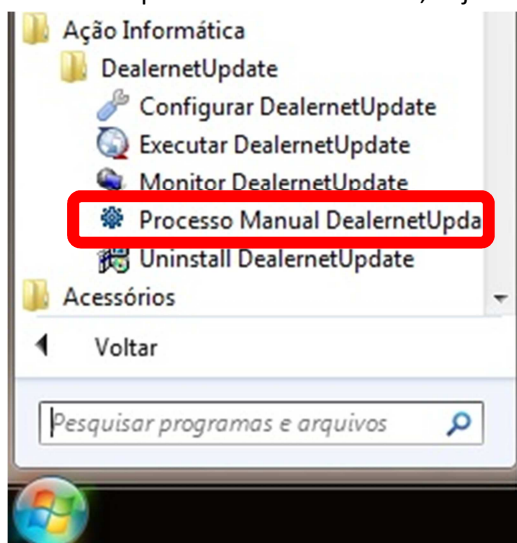 Ação Informática
DealernetUpdate
Configurar DealernetUpdate
Executar DealernetUpdate
Monitor DealernetUpdate
Processo Manual DealernetUpda
Uninstall DealernetUpdate
Acessórios
Voltar
Pesquisar programas e arquivos